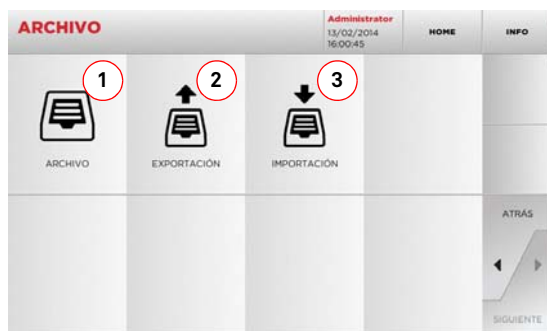 ARCHIVO
Administrator
13/02/2014
16:00:45
HOME
INFO
1
2
3
ARCHIVO
EXPORTACIÓN
IMPORTACIÓN
ATRÁS
SIGUIENTE